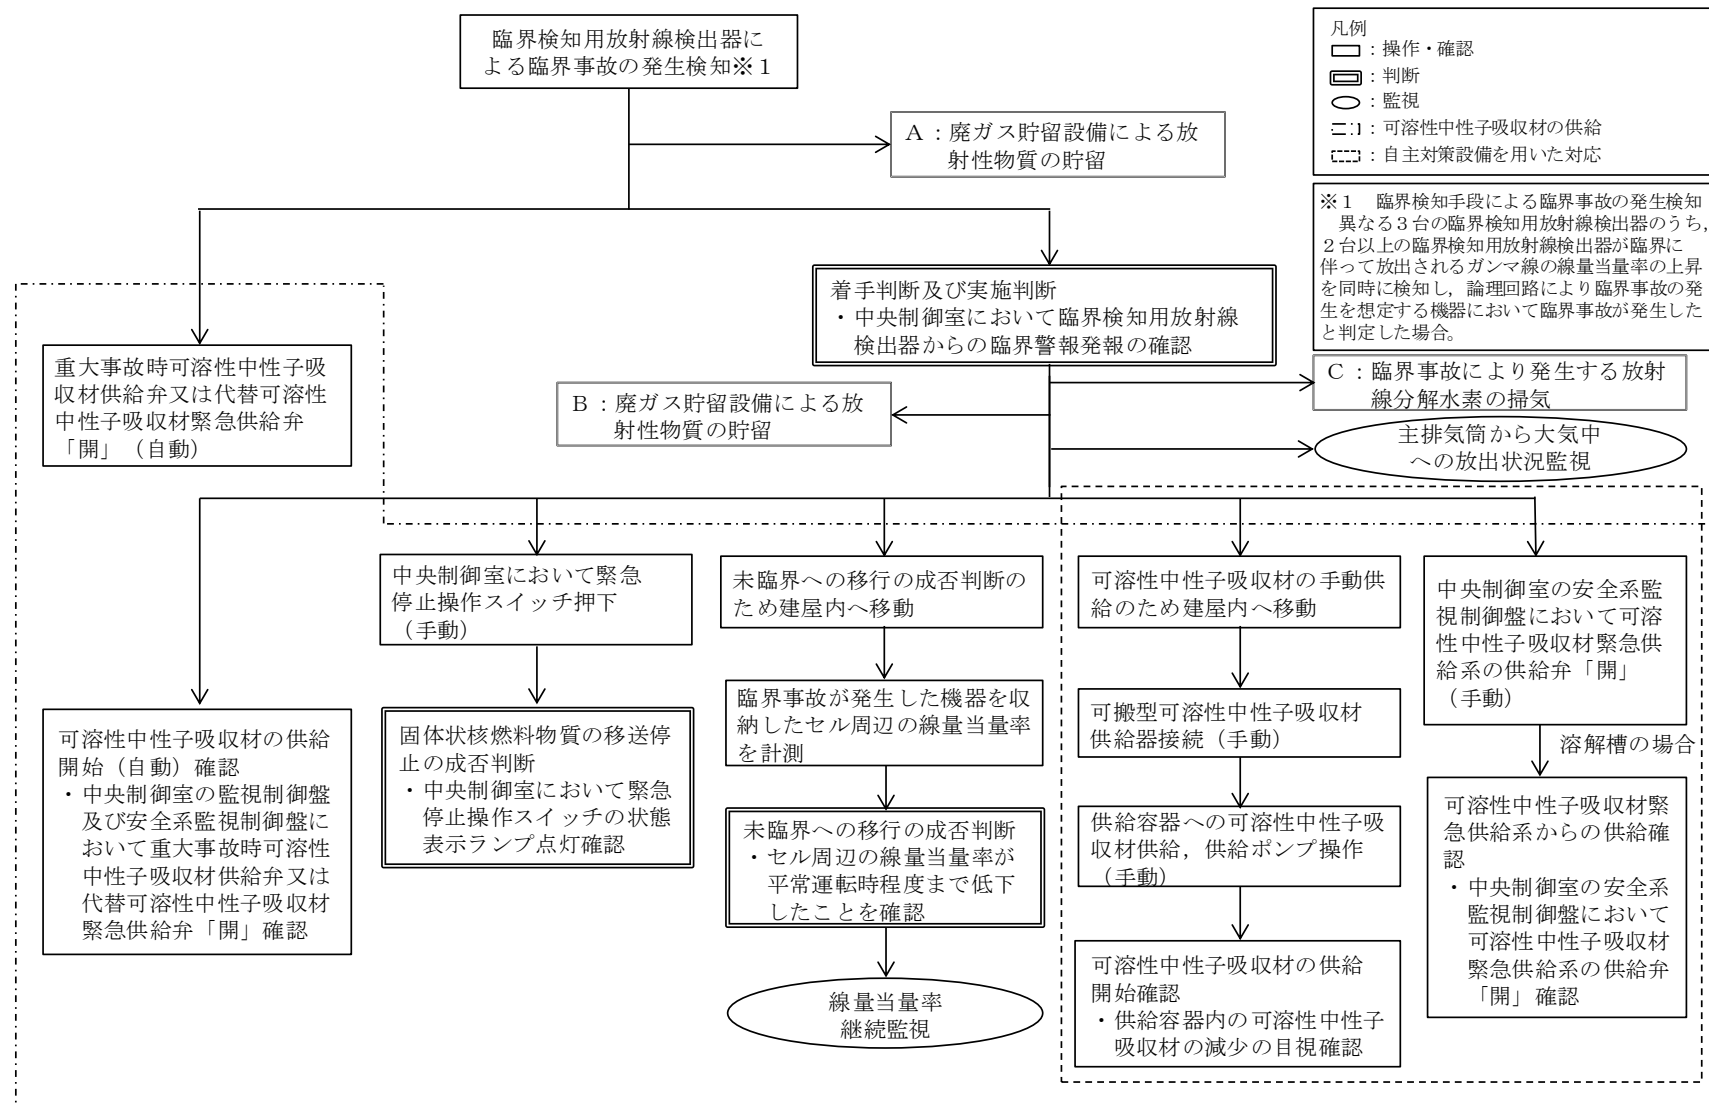 臨界検知用放射線検出器に
よる臨界事故の発生検知※１
凡例
：操作・確認
：判断
：監視
：可溶性中性子吸収材の供給
：自主対策設備を用いた対応
Ａ：廃ガス貯留設備による放
射性物質の貯留
※１　臨界検知手段による臨界事故の発生検知
異なる３台の臨界検知用放射線検出器のうち，
２台以上の臨界検知用放射線検出器が臨界に
伴って放出されるガンマ線の線量当量率の上昇
を同時に検知し，論理回路により臨界事故の発
生を想定する機器において臨界事故が発生した
と判定した場合。
着手判断及び実施判断
・中央制御室において臨界検知用放射線
検出器からの臨界警報発報の確認
重大事故時可溶性中性子吸
収材供給弁又は代替可溶性
中性子吸収材緊急供給弁
「開」（自動）
Ｂ：廃ガス貯留設備による放
射性物質の貯留
Ｃ：臨界事故により発生する放射
線分解水素の掃気
主排気筒から大気中
への放出状況監視
可溶性中性子吸収材の供給
開始（自動）確認
・中央制御室の監視制御盤
及び安全系監視制御盤に
おいて重大事故時可溶性
中性子吸収材供給弁又は
代替可溶性中性子吸収材
緊急供給弁「開」確認
中央制御室において緊急
停止操作スイッチ押下
（手動）
固体状核燃料物質の移送停
止の成否判断
・中央制御室において緊急
停止操作スイッチの状態
表示ランプ点灯確認
未臨界への移行の成否判断の
ため建屋内へ移動
臨界事故が発生した機器を収
納したセル周辺の線量当量率
を計測
未臨界への移行の成否判断
・セル周辺の線量当量率が
平常運転時程度まで低下
したことを確認
線量当量率
継続監視
可溶性中性子吸収材の手動供
給のため建屋内へ移動
可搬型可溶性中性子吸収材
供給器接続（手動）
供給容器への可溶性中性子吸
収材供給，供給ポンプ操作
（手動）
可溶性中性子吸収材の供給
開始確認
・供給容器内の可溶性中性子
吸収材の減少の目視確認
中央制御室の安全系監
視制御盤において可溶
性中性子吸収材緊急供
給系の供給弁「開」
（手動）
溶解槽の場合
可溶性中性子吸収材緊
急供給系からの供給確
認
・中央制御室の安全系
監視制御盤において
可溶性中性子吸収材
緊急供給系の供給弁
「開」確認